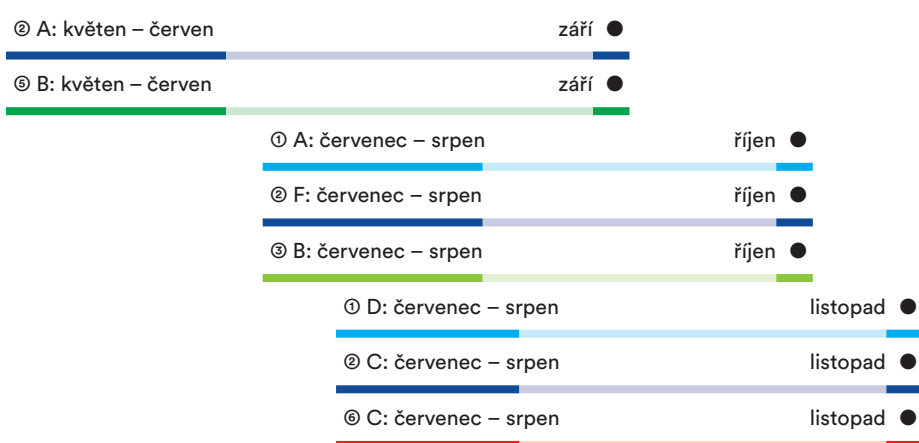 ② A: květen – červen září ●
⑤ B: květen – červen září ●
① A: červenec – srpen říjen ●
② F: červenec – srpen říjen ●
③ B: červenec – srpen říjen ●
① D: červenec – srpen listopad ●
② C: červenec – srpen listopad ●
⑥ C: červenec – srpen listopad ●